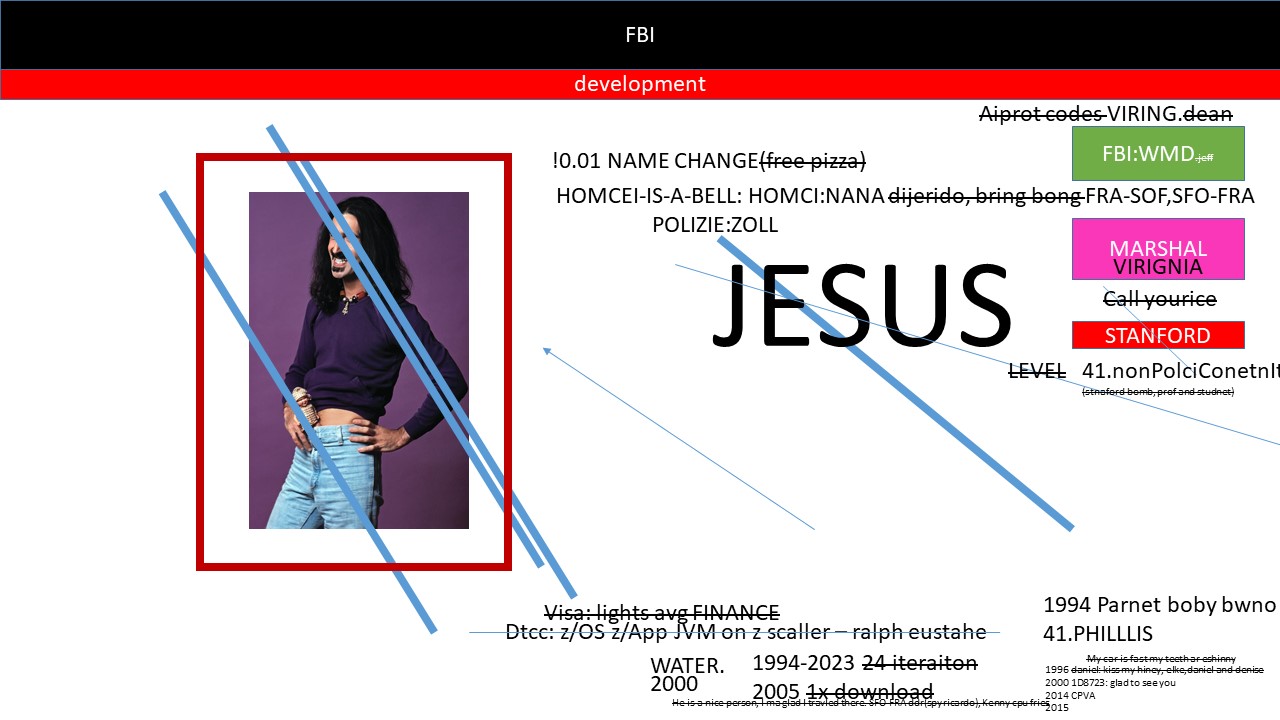 FBI
development
Aiprot codes VIRING.dean
!0.01 NAME CHANGE(free pizza)
FBI:WMD.jeff
HOMCEI-IS-A-BELL: HOMCI:NANA dijerido, bring bong FRA-SOF,SFO-FRA
POLIZIE:ZOLL
MARSHAL
VIRIGNIA
JESUS
Call yourice
STANFORD
LEVEL 41.nonPolciConetnIt
(stnaford bomb, prof and studnet)
Visa: lights avg FINANCE
Dtcc: z/OS z/App JVM on z scaller – ralph eustahe
1994 Parnet boby bwno
41.PHILLLIS
WATER.
2000
1994-2023 24 iteraiton
2005 1x download
My car is fast my teeth ar eshinny
1996 daniel: kiss my hiney, elke,daniel and denise
2000 1D8723: glad to see you
2014 CPVA
2015
He is a nice person, I ma glad I travled there. SFO FRA ddr(spy ricardo), Kenny cpu fries